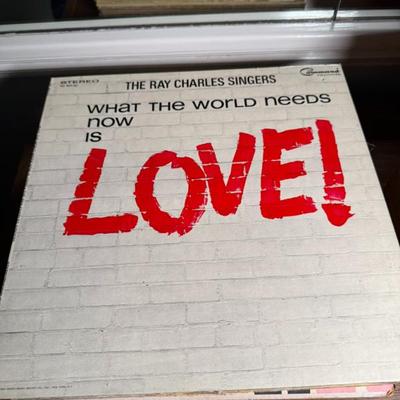 STEREO
THE RAY CHARLES SINGERS
Command
WHAT THE WORLD NEEDS
NOW
IS
LOVE!